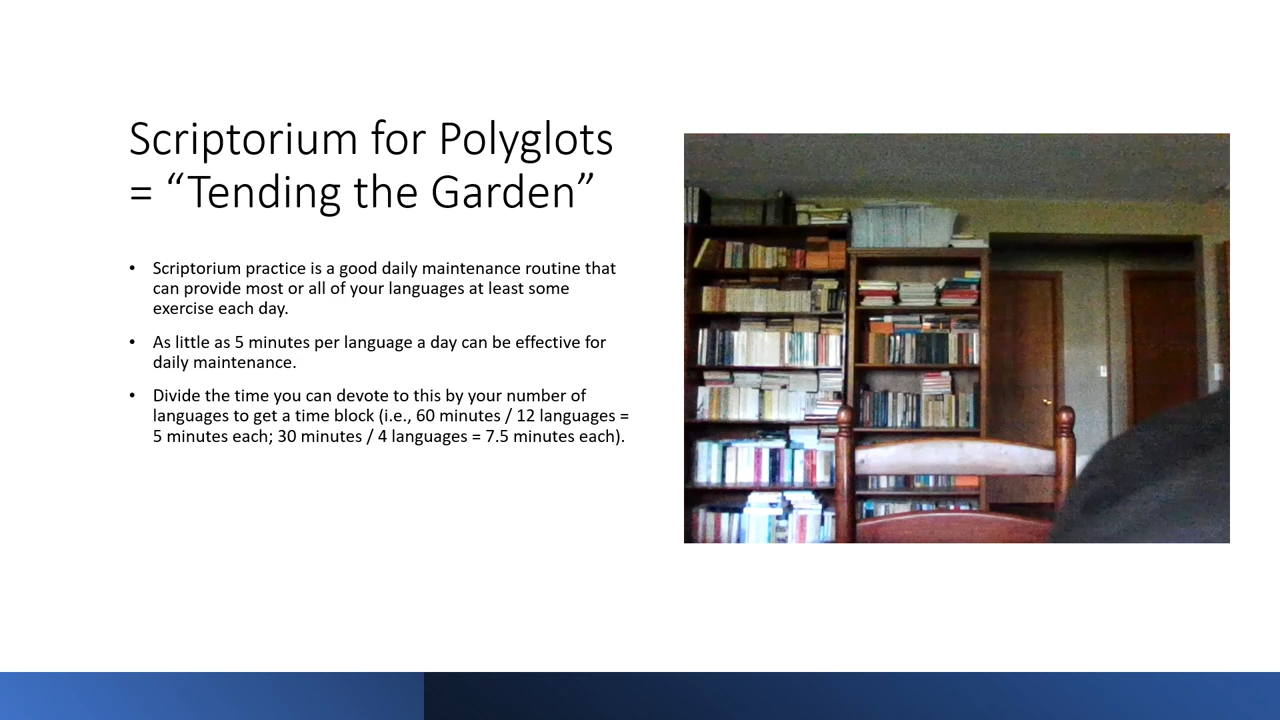 Scriptorium for Polyglots
= “Tending the Garden”
• Scriptorium practice is a good daily maintenance routine that
can provide most or all of your languages at least some
exercise each day.
• As little as 5 minutes per language a day can be effective for
daily maintenance.
• Divide the time you can devote to this by your number of
languages to get a time block (i.e., 60 minutes / 12 languages =
5 minutes each; 30 minutes / 4 languages = 7.5 minutes each).